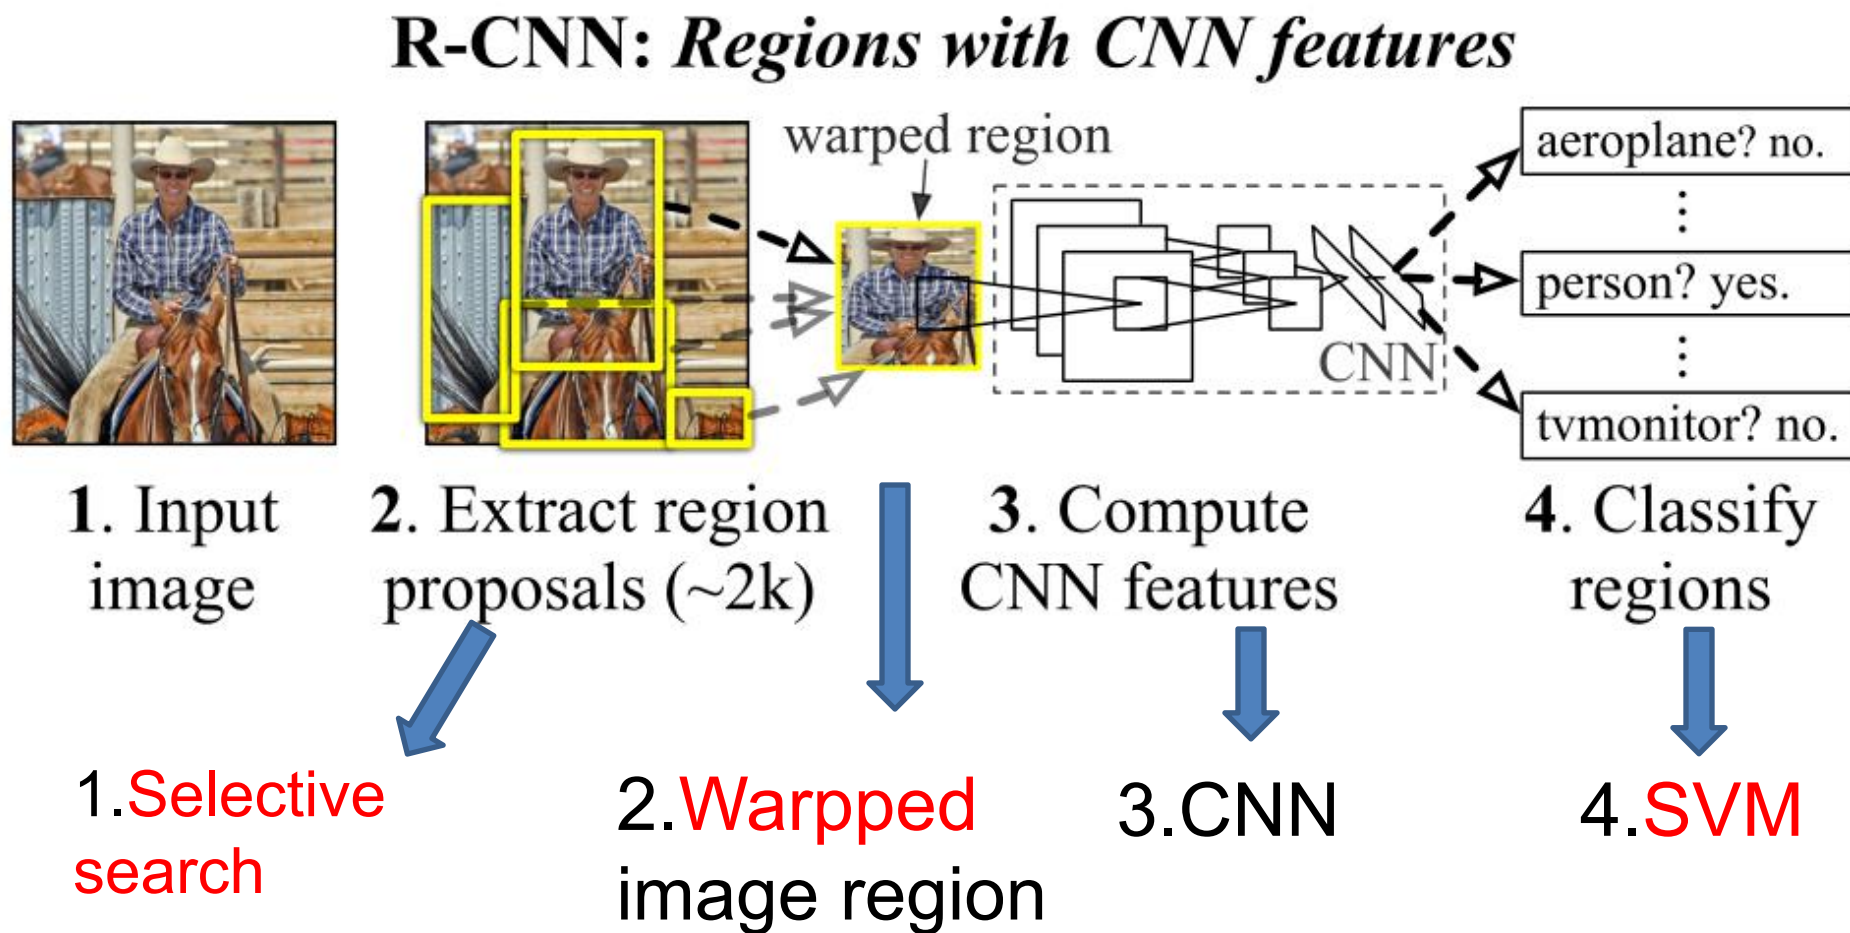 R-CNN: Regions with CNN features
warped region
aeroplane? no.
person? yes.
CNN
tvmonitor? no.
1. Input
image
2. Extract region
proposals (~2k)
3. Compute
CNN features
4. Classify
regions
1.Selective
search
2.Warpped
image region
3.CNN
4.SVM